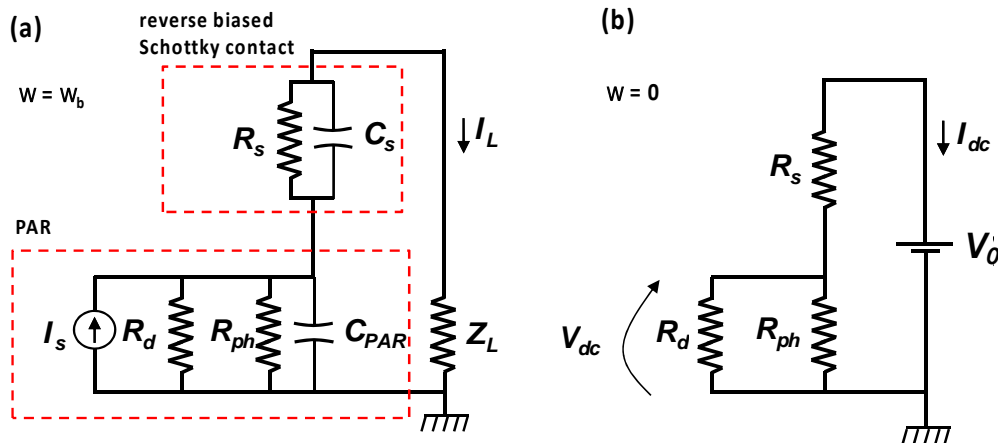 (a)
reverse biased
Schottky contact
W = W_b
R_s
C_s
I_L
PAR
I_s
R_d
R_ph
C_PAR
Z_L
(b)
W = 0
R_s
I_dc
V_0'
V_dc
R_d
R_ph